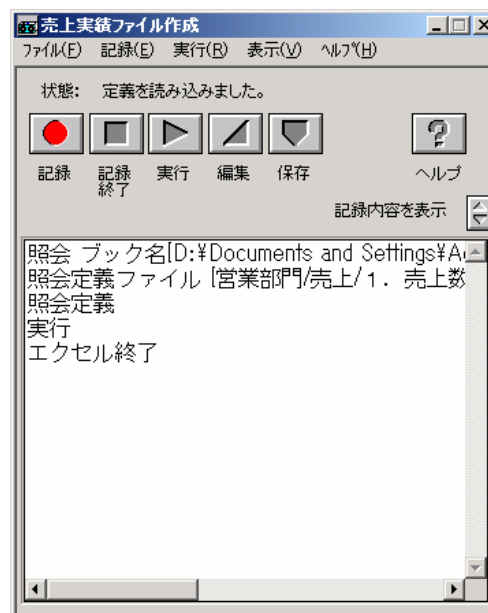 売上実績ファイル作成
ファイル(F) 記録(E) 実行(R) 表示(V) ヘルプ(H)
状態: 定義を読み込みました。
記録 記録終了 実行 編集 保存 ヘルプ
記録内容を表示
照会 ブック名[D:¥Documents and Settings¥A
照会定義ファイル [営業部門/売上/1．売上数
照会定義
実行
エクセル終了